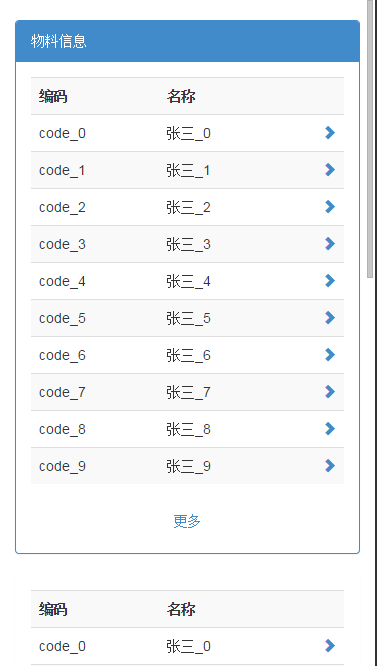 物料信息
编码 名称
code_0 张三_0
code_1 张三_1
code_2 张三_2
code_3 张三_3
code_4 张三_4
code_5 张三_5
code_6 张三_6
code_7 张三_7
code_8 张三_8
code_9 张三_9
更多
编码 名称
code_0 张三_0